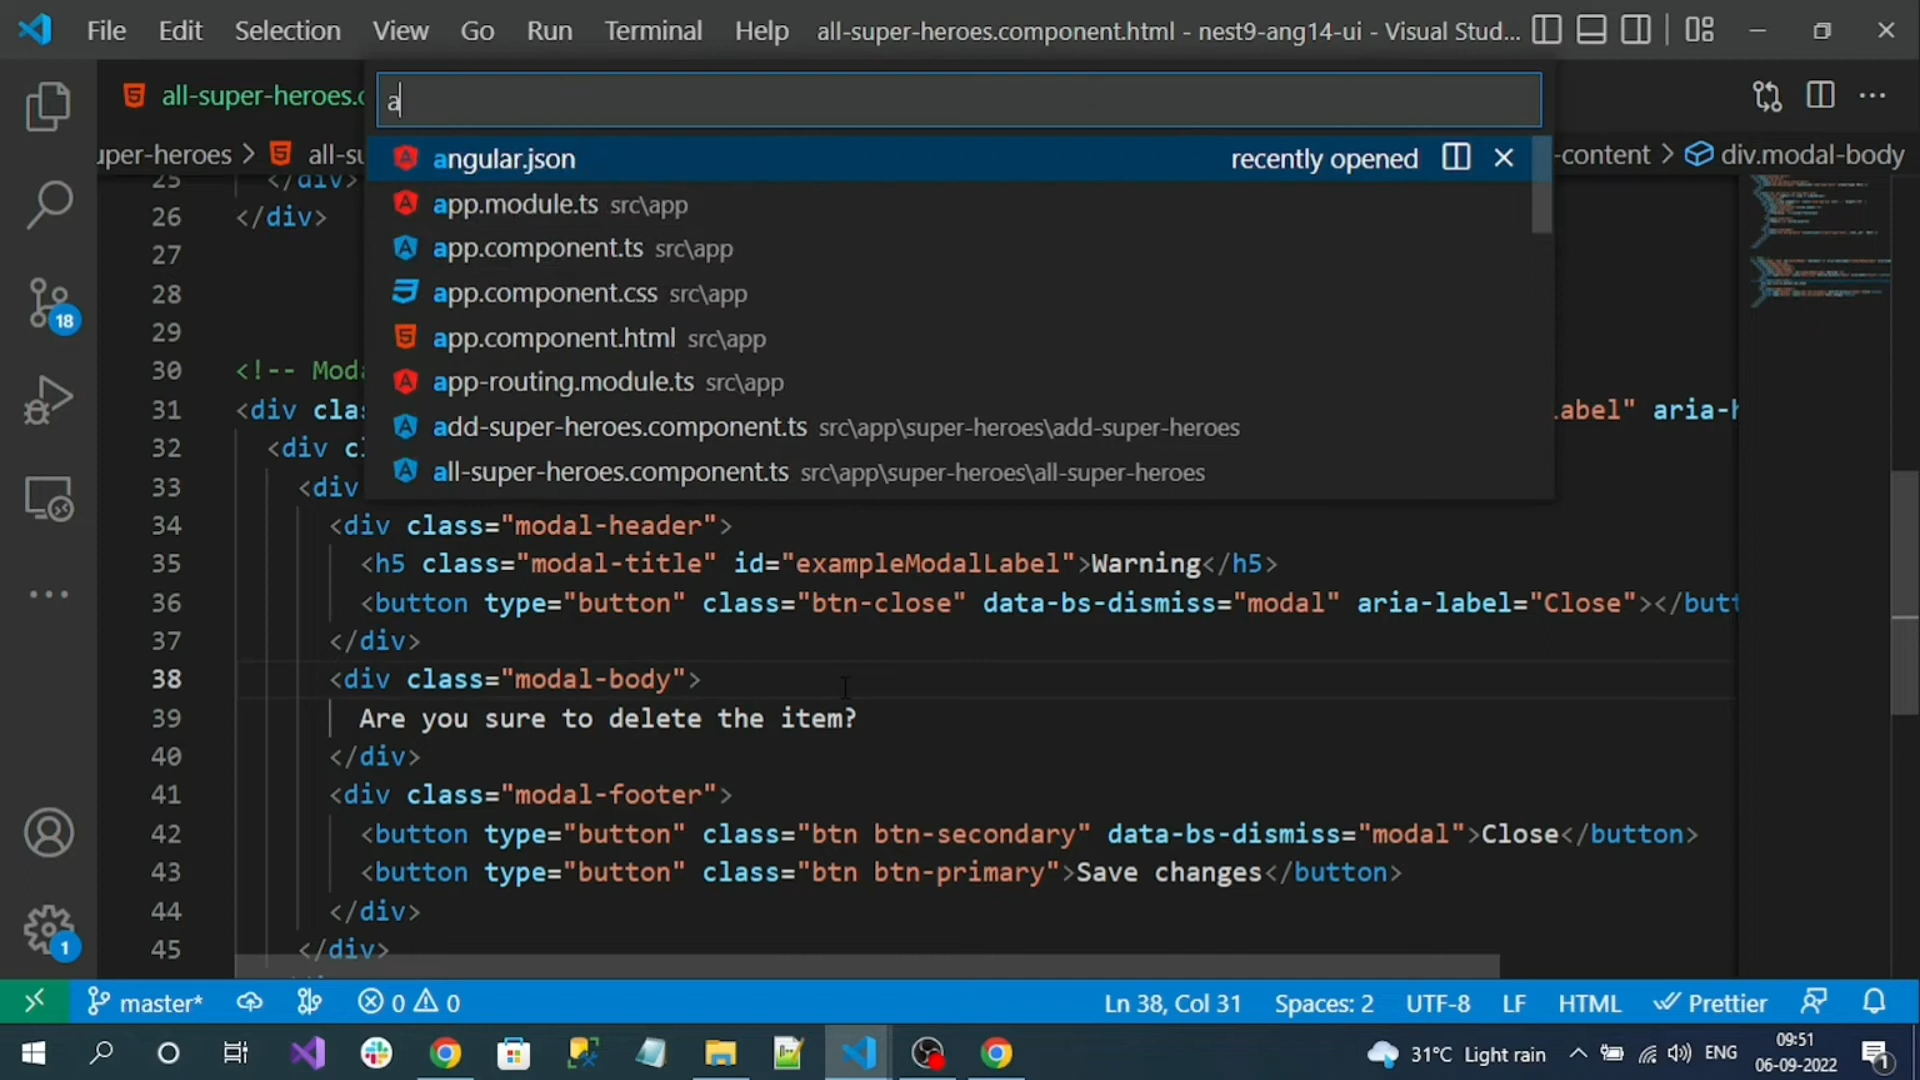 File Edit Selection View Go Run Terminal Help all-super-heroes.component.html - nest9-ang14-ui - Visual Stud...
all-super-heroes.c
a
uper-heroes > all-su
-content > div.modal-body
angular.json recently opened
app.module.ts src\app
app.component.ts src\app
app.component.css src\app
app.component.html src\app
app-routing.module.ts src\app
add-super-heroes.component.ts src\app\super-heroes\add-super-heroes
all-super-heroes.component.ts src\app\super-heroes\all-super-heroes
25 </div>
26 </div>
27
28
29
30 <!-- Moda
31 <div clas Label" aria-h
32 <div cl
33 <div
34 <div class="modal-header">
35 <h5 class="modal-title" id="exampleModalLabel">Warning</h5>
36 <button type="button" class="btn-close" data-bs-dismiss="modal" aria-label="Close"></butt
37 </div>
38 <div class="modal-body">
39 Are you sure to delete the item?
40 </div>
41 <div class="modal-footer">
42 <button type="button" class="btn btn-secondary" data-bs-dismiss="modal">Close</button>
43 <button type="button" class="btn btn-primary">Save changes</button>
44 </div>
45 </div>
18
1
master* 0 0 Ln 38, Col 31 Spaces: 2 UTF-8 LF HTML Prettier
31°C Light rain ENG 09:51
06-09-2022 1